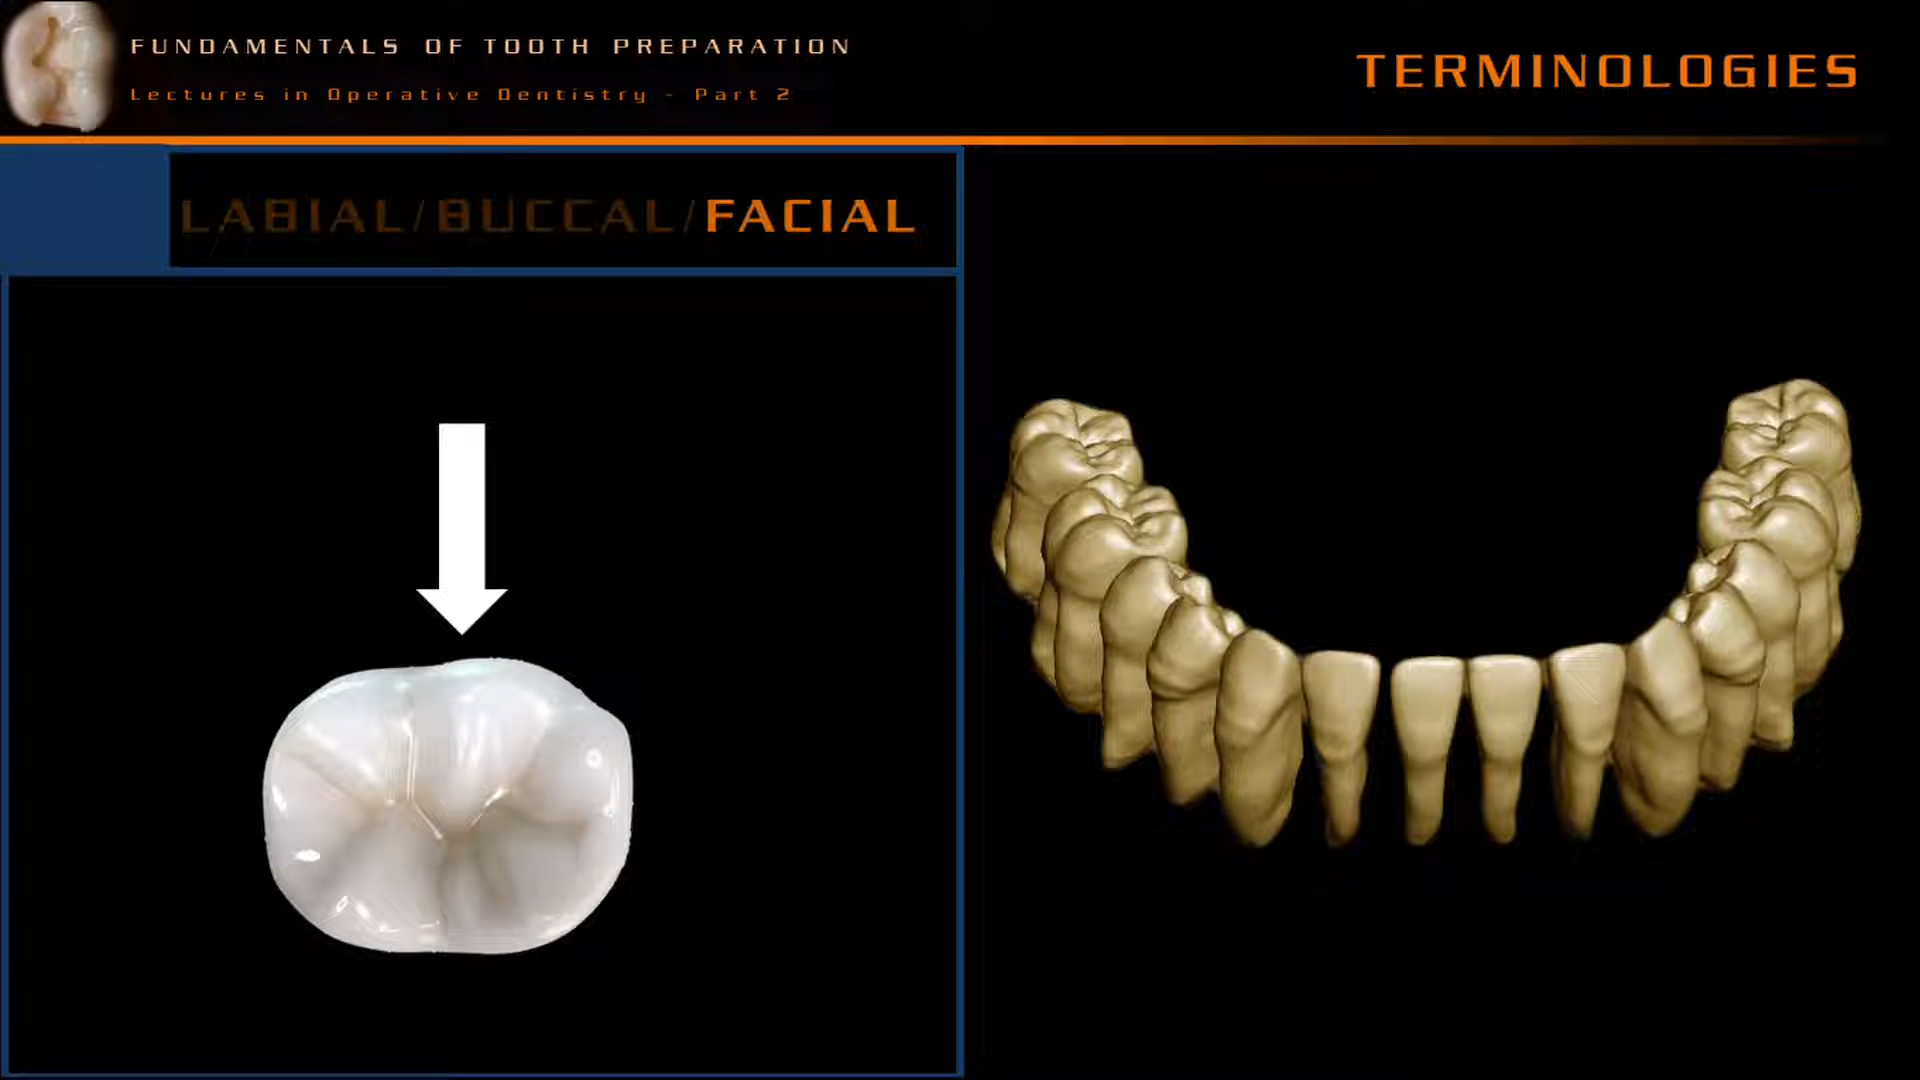 FUNDAMENTALS OF TOOTH PREPARATION
Lectures in Operative Dentistry - Part 2
TERMINOLOGIES
LABIAL/BUCCAL/FACIAL